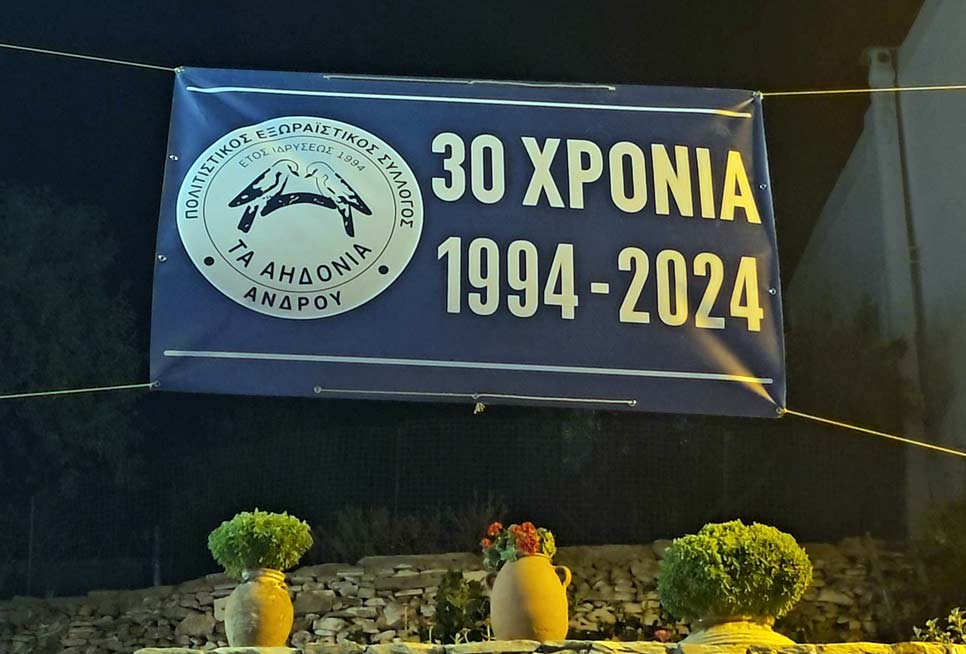 ΠΟΛΙΤΙΣΤΙΚΟΣ ΕΞΩΡΑΪΣΤΙΚΟΣ ΣΥΛΛΟΓΟΣ
ΕΤΟΣ ΙΔΡΥΣΕΩΣ 1994
ΤΑ ΑΗΔΟΝΙΑ
ΑΝΔΡΟΥ
30 ΧΡΟΝΙΑ
1994-2024